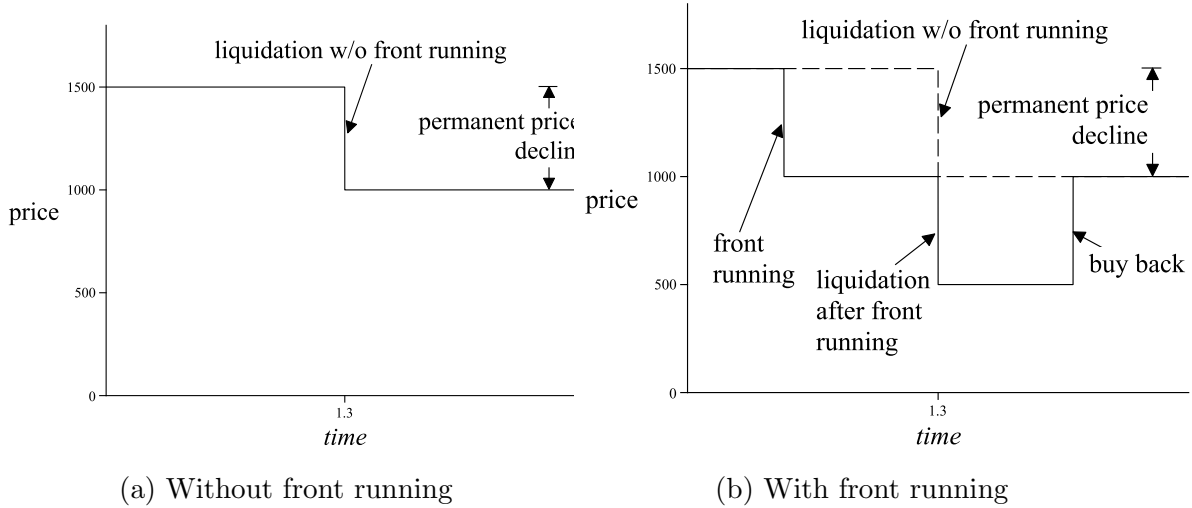 liquidation w/o front running
1500
permanent price
declin
1000
price
500
0
1.3
time
(a) Without front running
liquidation w/o front running
1500
permanent price
decline
1000
price
front
running
liquidation
after front
running
buy back
500
0
1.3
time
(b) With front running